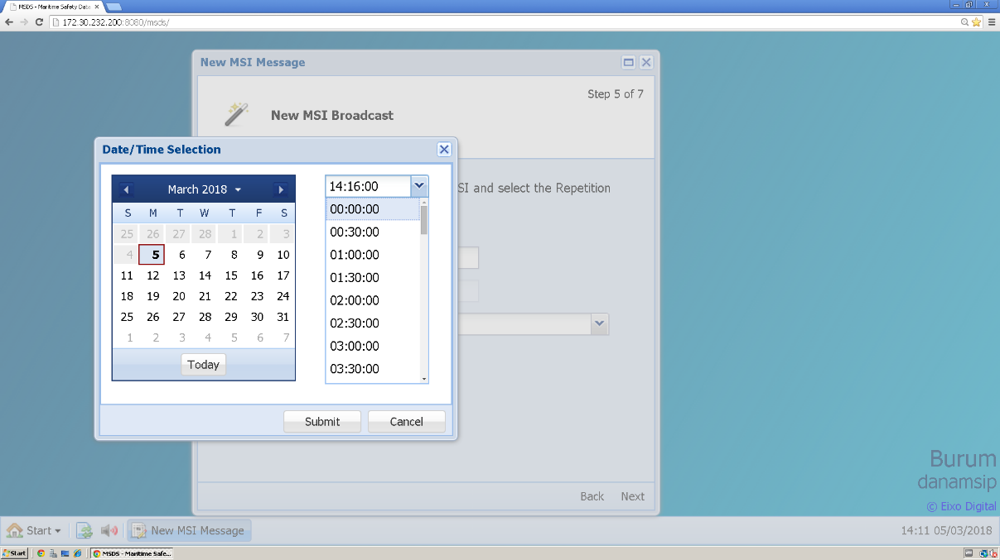 MSDS - Maritime Safety Data
172.30.232.200:8080/msds/
New MSI Message
Step 5 of 7
New MSI Broadcast
Date/Time Selection
SI and select the Repetition
March 2018
14:16:00
S M T W T F S
25 26 27 28 1 2 3
4 5 6 7 8 9 10
11 12 13 14 15 16 17
18 19 20 21 22 23 24
25 26 27 28 29 30 31
1 2 3 4 5 6 7
Today
00:00:00
00:30:00
01:00:00
01:30:00
02:00:00
02:30:00
03:00:00
03:30:00
Submit Cancel
Back Next
Burum
danamsip
© Eixo Digital
Start New MSI Message 14:11 05/03/2018
Start MSDS - Maritime Safe...